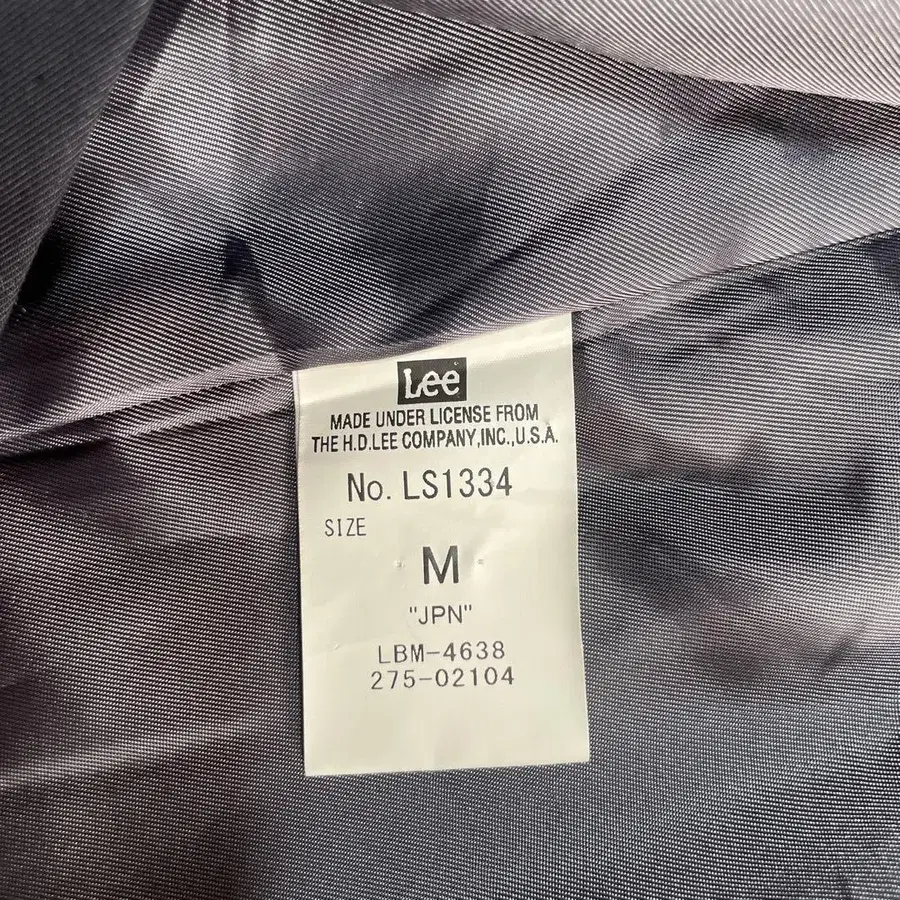 Lee
MADE UNDER LICENSE FROM
THE H.D.LEE COMPANY,INC.,U.S.A.
No. LS1334
SIZE
M
"JPN"
LBM-4638
275-02104